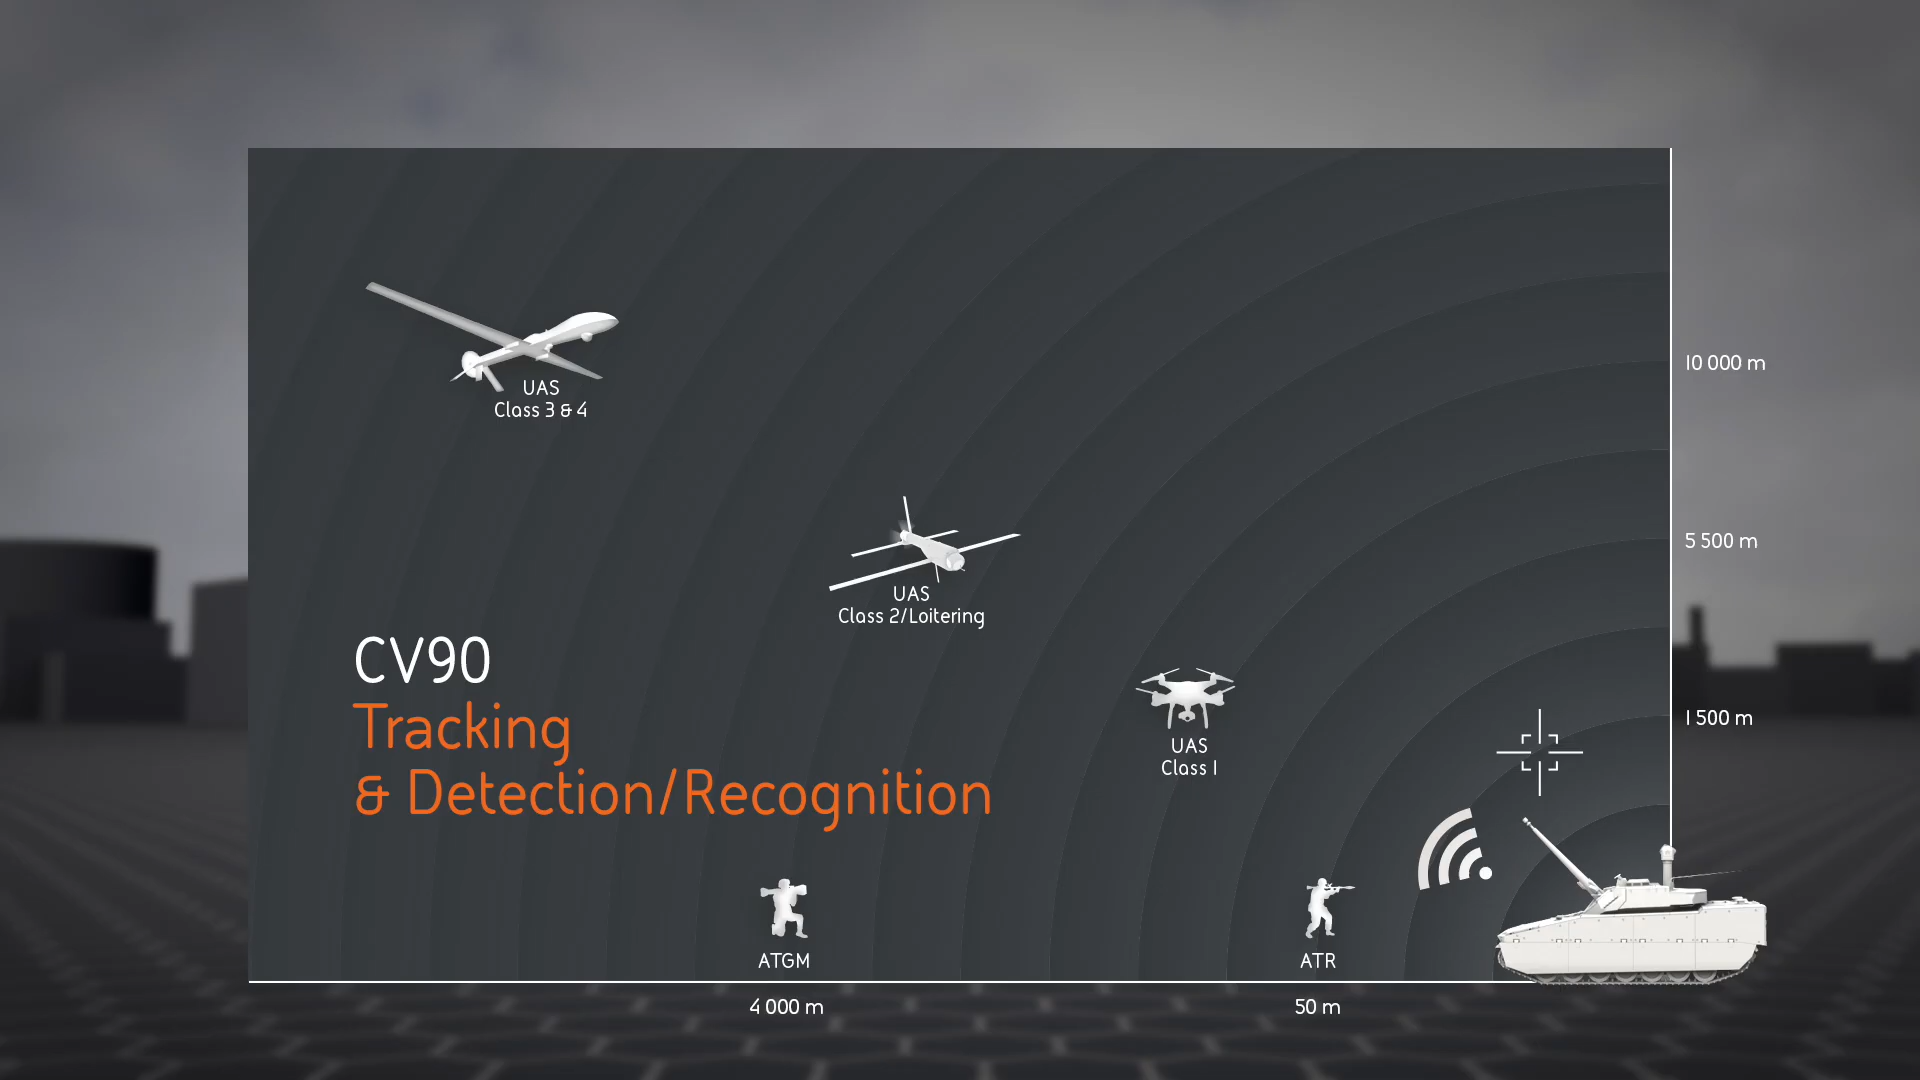 UAS
Class 3 & 4
10 000 m
5 500 m
UAS
Class 2/Loitering
CV90
Tracking
& Detection/Recognition
UAS
Class 1
1 500 m
ATGM
ATR
4 000 m
50 m